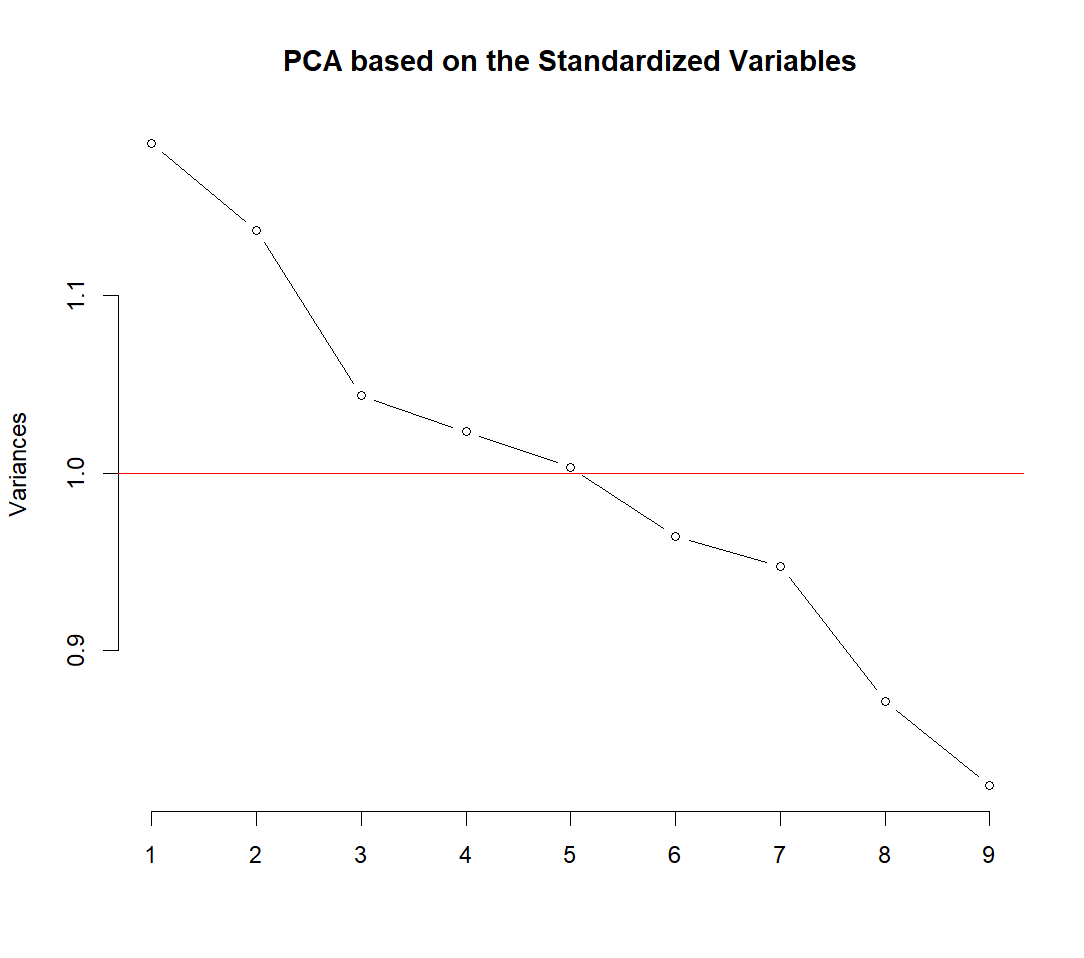 PCA based on the Standardized Variables
Variances
1.1
1.0
0.9
1 2 3 4 5 6 7 8 9